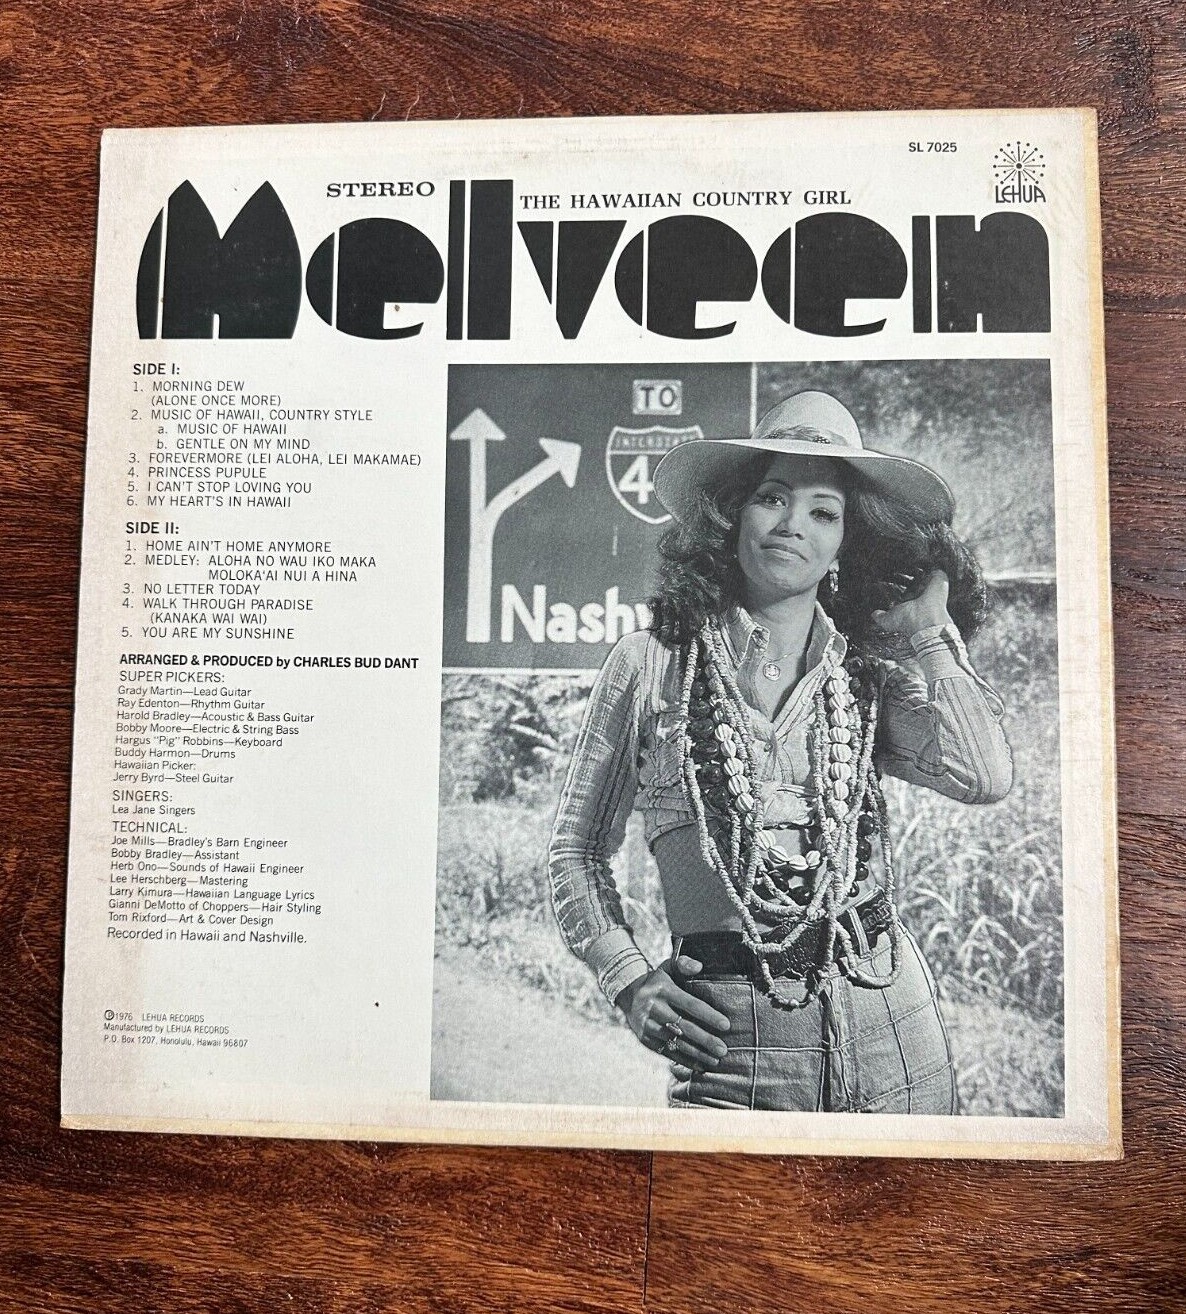 SL 7025
LEHUA
STEREO
THE HAWAIIAN COUNTRY GIRL
Melveen
SIDE I:
1. MORNING DEW
(ALONE ONCE MORE)
2. MUSIC OF HAWAII, COUNTRY STYLE
a. MUSIC OF HAWAII
b. GENTLE ON MY MIND
3. FOREVERMORE (LEI ALOHA, LEI MAKAMAE)
4. PRINCESS PUPULE
5. I CAN'T STOP LOVING YOU
6. MY HEART'S IN HAWAII
SIDE II:
1. HOME AIN'T HOME ANYMORE
2. MEDLEY: ALOHA NO WAU IKO MAKA
MOLOKA'AI NUI A HINA
3. NO LETTER TODAY
4. WALK THROUGH PARADISE
(KANAKA WAI WAI)
5. YOU ARE MY SUNSHINE
ARRANGED & PRODUCED by CHARLES BUD DANT
SUPER PICKERS:
Grady Martin—Lead Guitar
Ray Edenton—Rhythm Guitar
Harold Bradley—Acoustic & Bass Guitar
Bobby Moore—Electric & String Bass
Hargus "Pig" Robbins—Keyboard
Buddy Harmon—Drums
Hawaiian Picker:
Jerry Byrd—Steel Guitar
SINGERS:
Lea Jane Singers
TECHNICAL:
Joe Mills—Bradley's Barn Engineer
Bobby Bradley—Assistant
Herb Ono—Sounds of Hawaii Engineer
Lee Herschberg—Mastering
Larry Kimura—Hawaiian Language Lyrics
Gianni DeMotto of Choppers—Hair Styling
Tom Rixford—Art & Cover Design
Recorded in Hawaii and Nashville.
℗1976 LEHUA RECORDS
Manufactured by LEHUA RECORDS
P.O. Box 1207, Honolulu, Hawaii 96807
TO
INTERSTATE
4
Nashv